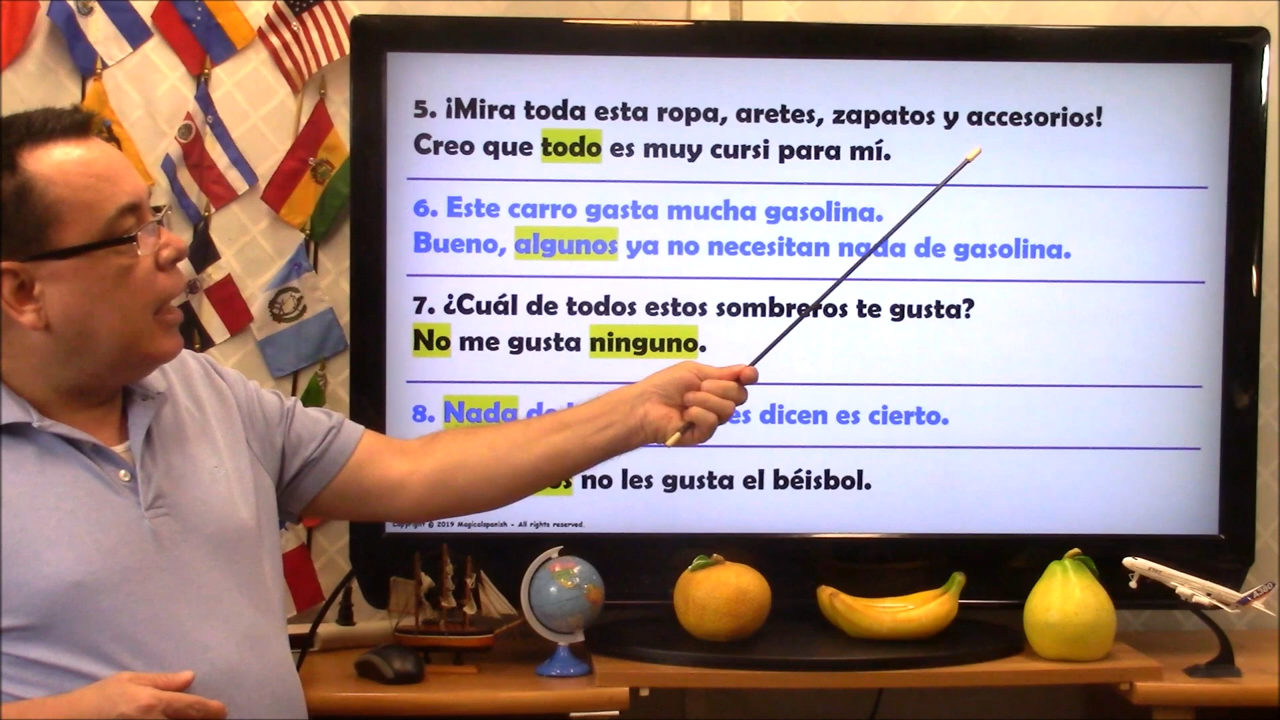 5. ¡Mira toda esta ropa, aretes, zapatos y accesorios!
Creo que todo es muy cursi para mí.
6. Este carro gasta mucha gasolina.
Bueno, algunos ya no necesitan nada de gasolina.
7. ¿Cuál de todos estos sombreros te gusta?
No me gusta ninguno.
8. Nada dicen es cierto.
no les gusta el béisbol.
Copyright © 2019 Magicalspanish - All rights reserved.
A380